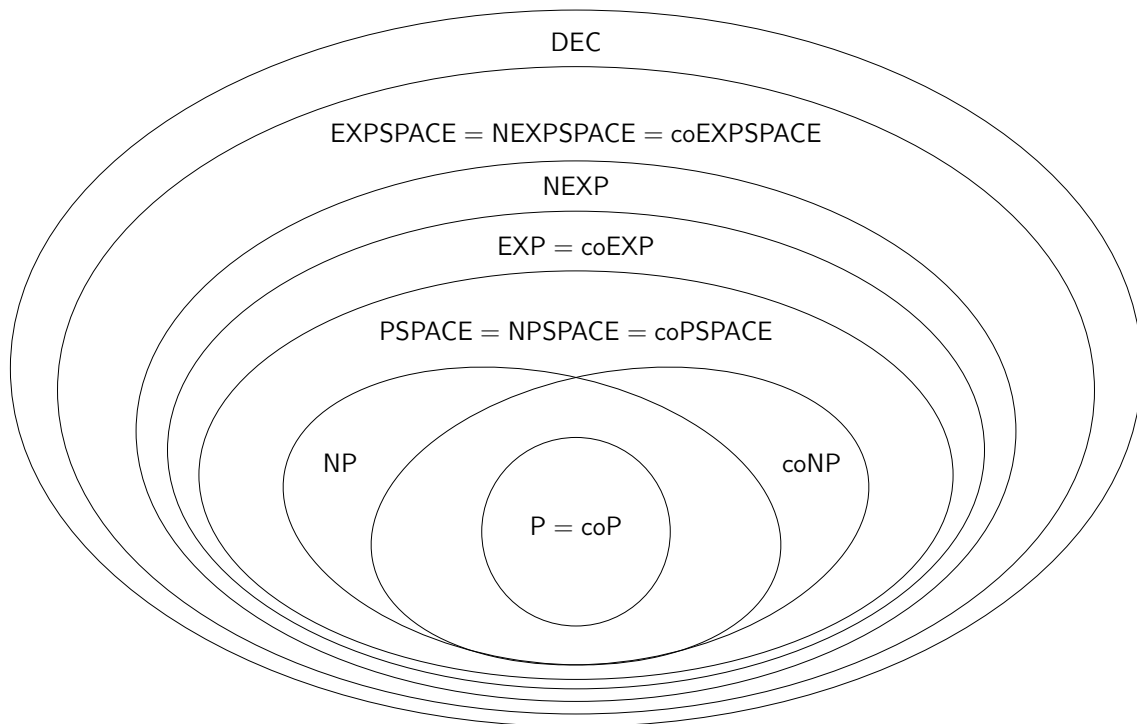 DEC
EXPSPACE = NEXPSPACE = coEXPSPACE
NEXP
EXP = coEXP
PSPACE = NPSPACE = coPSPACE
NP
coNP
P = coP